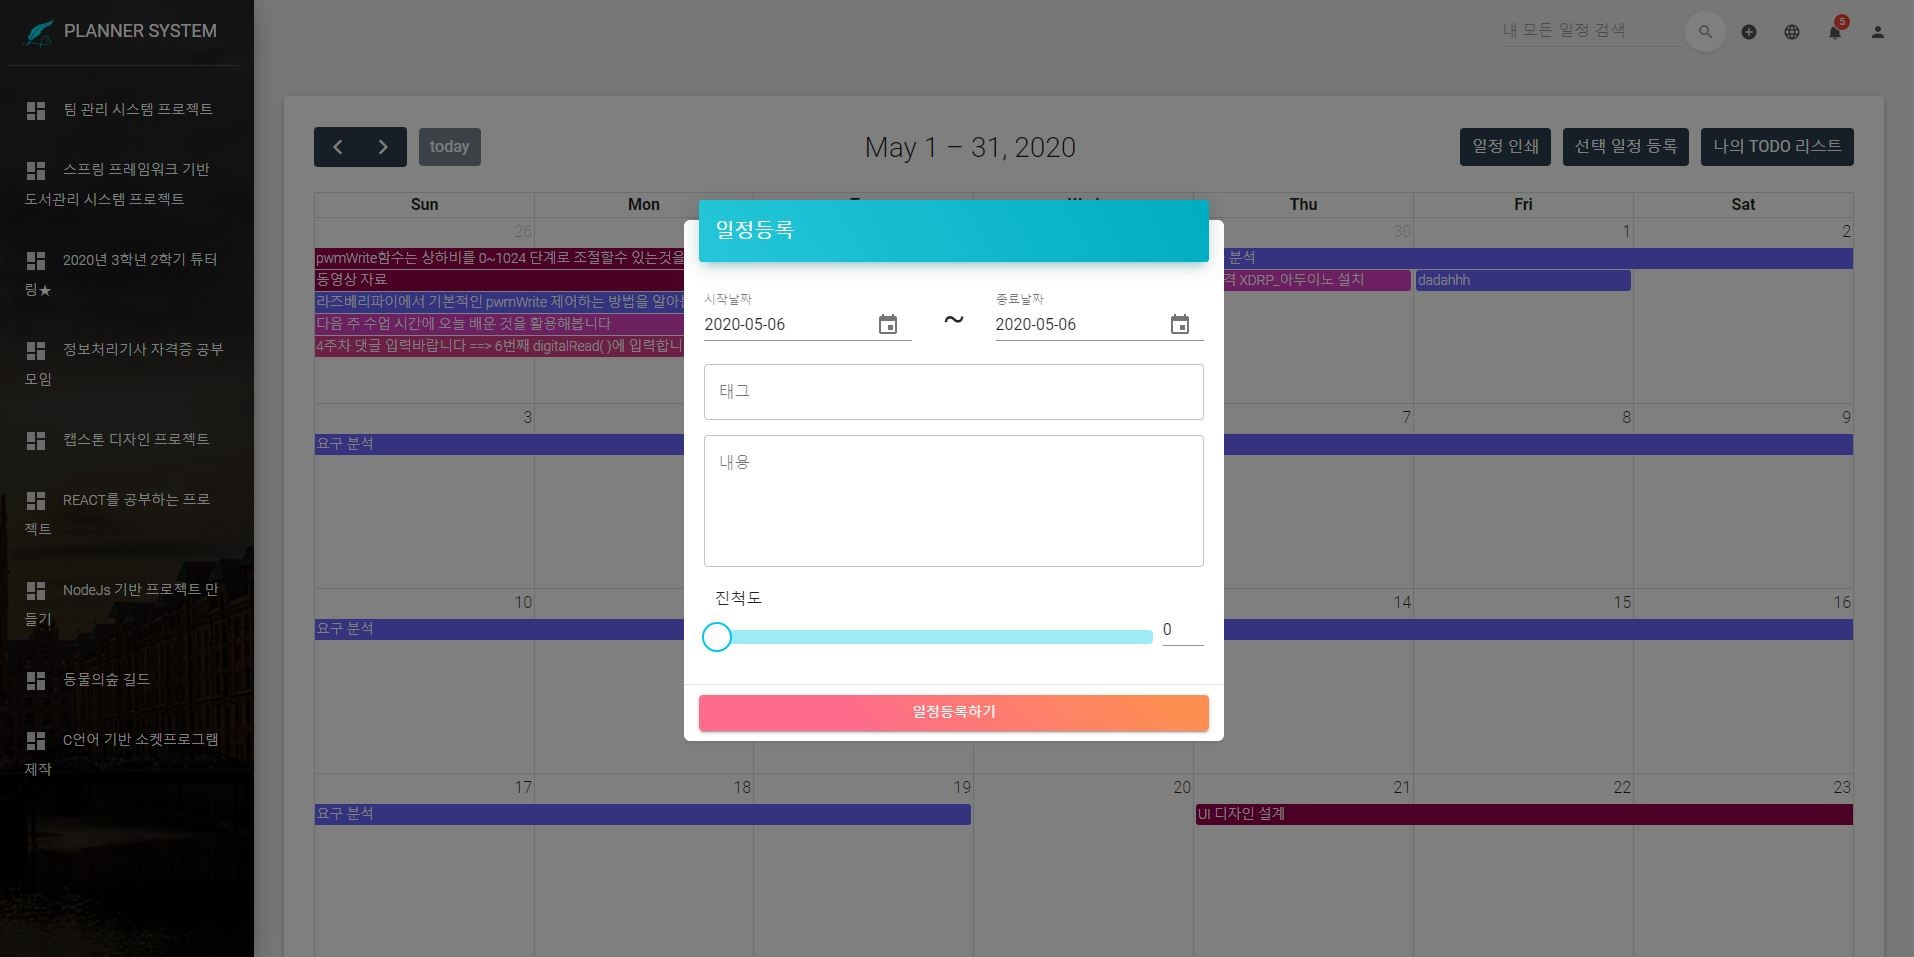 PLANNER SYSTEM
팀 관리 시스템 프로젝트
스프링 프레임워크 기반
도서관리 시스템 프로젝트
2020년 3학년 2학기 튜터
링★
정보처리기사 자격증 공부
모임
캡스톤 디자인 프로젝트
REACT를 공부하는 프로
젝트
NodeJs 기반 프로젝트 만
들기
동물의숲 길드
C언어 기반 소켓프로그램
제작
내 모든 일정 검색
5
today
May 1 – 31, 2020
일정 인쇄
선택 일정 등록
나의 TODO 리스트
Sun Mon Thu Fri Sat
26 30 1 2
pwmWrite함수는 상하비를 0~1024 단계로 조절할수 있는것을
분석
동영상 자료
격 XDRP_아두이노 설치
dadahhh
라즈베리파이에서 기본적인 pwmWrite 제어하는 방법을
다음 주 수업 시간에 오늘 배운 것을 활용해봅니다
4주차 댓글 입력바랍니다 ==> 6번째 digitalRead( )에 입력합니
3 7 8 9
요구 분석
10 14 15 16
요구 분석
17 18 19 20 21 22 23
요구 분석
UI 디자인 설계
일정등록
시작날짜 종료날짜
2020-05-06 ~ 2020-05-06
태그
내용
진척도
0
일정등록하기